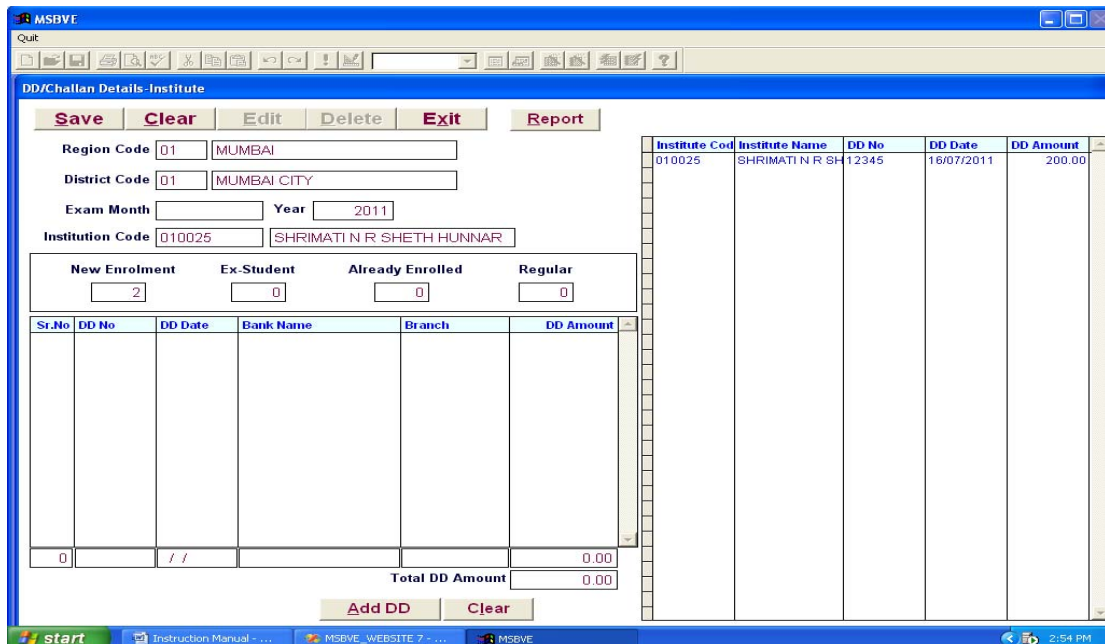 MSBVE
Quit
DD/Challan Details-Institute
Save Clear Edit Delete Exit Report
Region Code 01 MUMBAI
District Code 01 MUMBAI CITY
Exam Month Year 2011
Institution Code 010025 SHRIMATI N R SHETH HUNNAR
New Enrolment Ex-Student Already Enrolled Regular
2 0 0 0
Sr.No DD No DD Date Bank Name Branch DD Amount
0 / / 0.00
Total DD Amount 0.00
Add DD Clear
Institute Cod Institute Name DD No DD Date DD Amount
010025 SHRIMATI N R SH 12345 16/07/2011 200.00
start Instruction Manual - ... MSBVE_WEBSITE 7 - ... MSBVE 2:54 PM